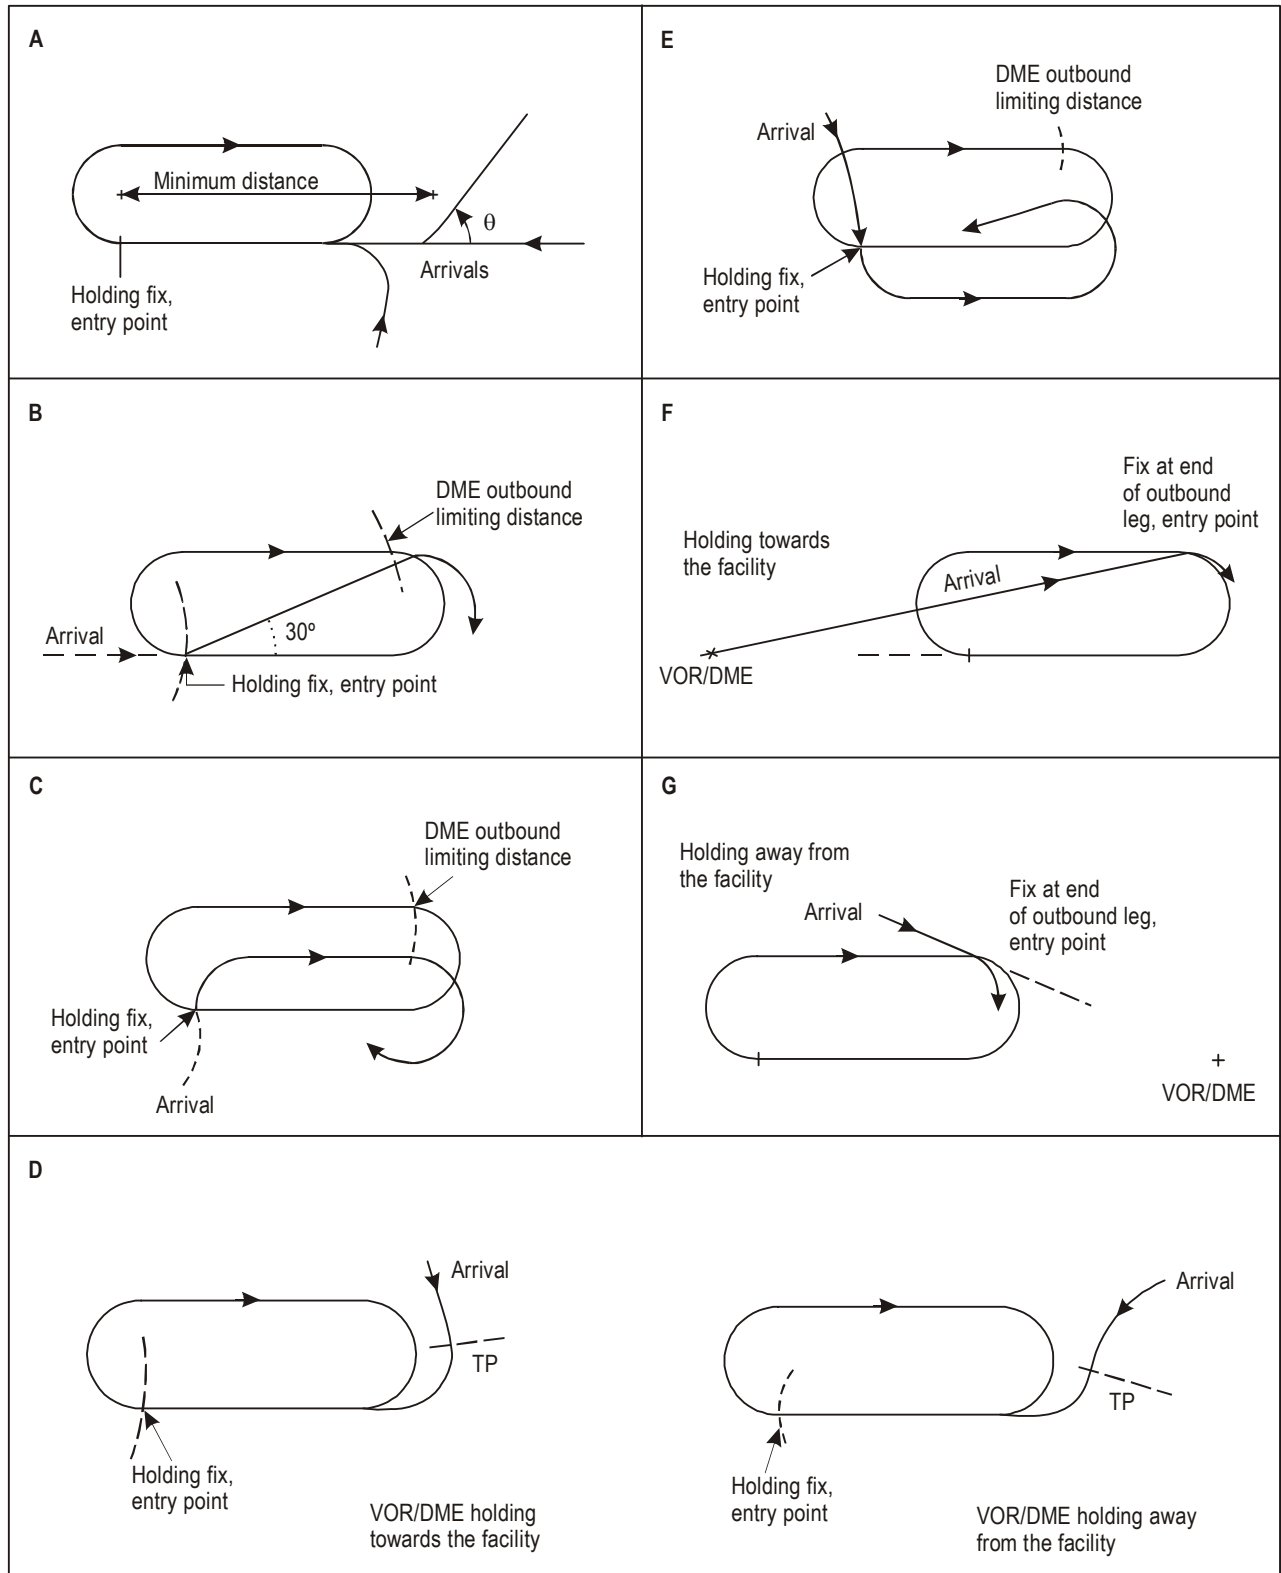 A
Minimum distance
θ
Arrivals
Holding fix,
entry point
E
DME outbound
limiting distance
Arrival
Holding fix,
entry point
B
DME outbound
limiting distance
Arrival
30º
Holding fix, entry point
F
Fix at end
of outbound
leg, entry point
Holding towards
the facility
Arrival
VOR/DME
C
DME outbound
limiting distance
Holding fix,
entry point
Arrival
G
Holding away from
the facility
Fix at end
of outbound leg,
entry point
Arrival
VOR/DME
D
Arrival
TP
Holding fix,
entry point
VOR/DME holding
towards the facility
Arrival
TP
Holding fix,
entry point
VOR/DME holding away
from the facility